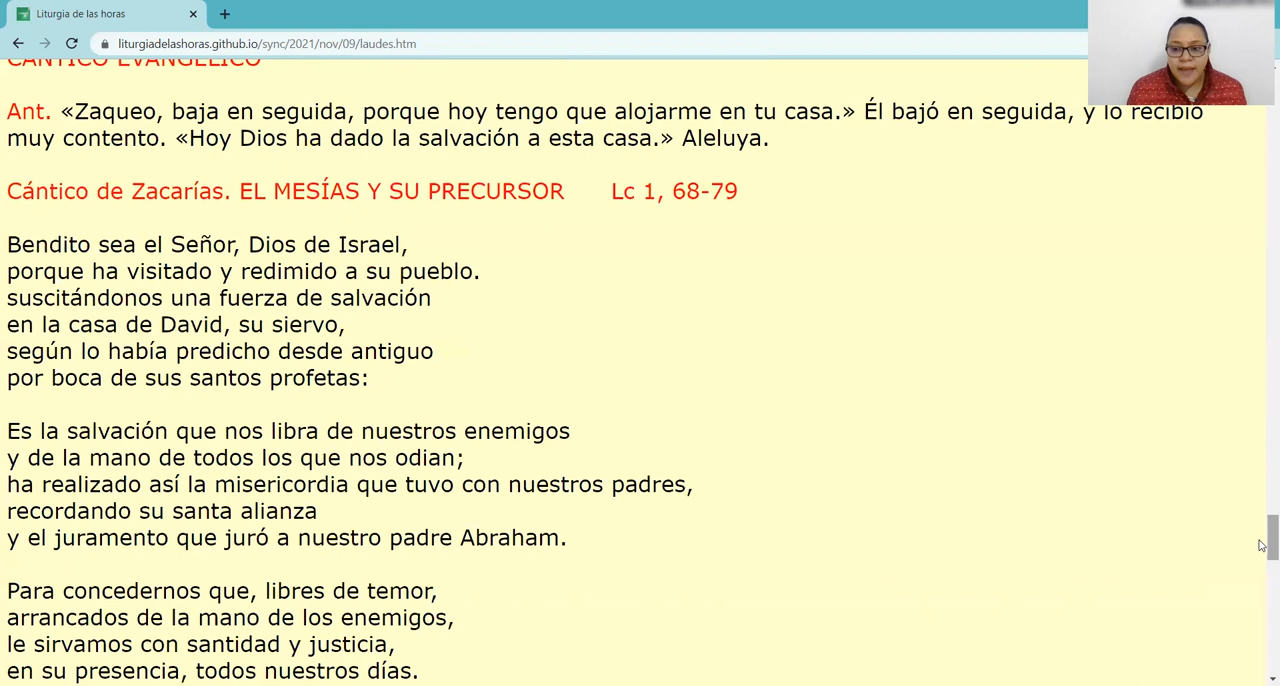 Liturgia de las horas
liturgiadelashoras.github.io/sync/2021/nov/09/laudes.htm
CÁNTICO EVANGÉLICO
Ant. «Zaqueo, baja en seguida, porque hoy tengo que alojarme en tu casa.» Él bajó en seguida, y lo recibió
muy contento. «Hoy Dios ha dado la salvación a esta casa.» Aleluya.
Cántico de Zacarías. EL MESÍAS Y SU PRECURSOR Lc 1, 68-79
Bendito sea el Señor, Dios de Israel,
porque ha visitado y redimido a su pueblo.
suscitándonos una fuerza de salvación
en la casa de David, su siervo,
según lo había predicho desde antiguo
por boca de sus santos profetas:
Es la salvación que nos libra de nuestros enemigos
y de la mano de todos los que nos odian;
ha realizado así la misericordia que tuvo con nuestros padres,
recordando su santa alianza
y el juramento que juró a nuestro padre Abraham.
Para concedernos que, libres de temor,
arrancados de la mano de los enemigos,
le sirvamos con santidad y justicia,
en su presencia, todos nuestros días.